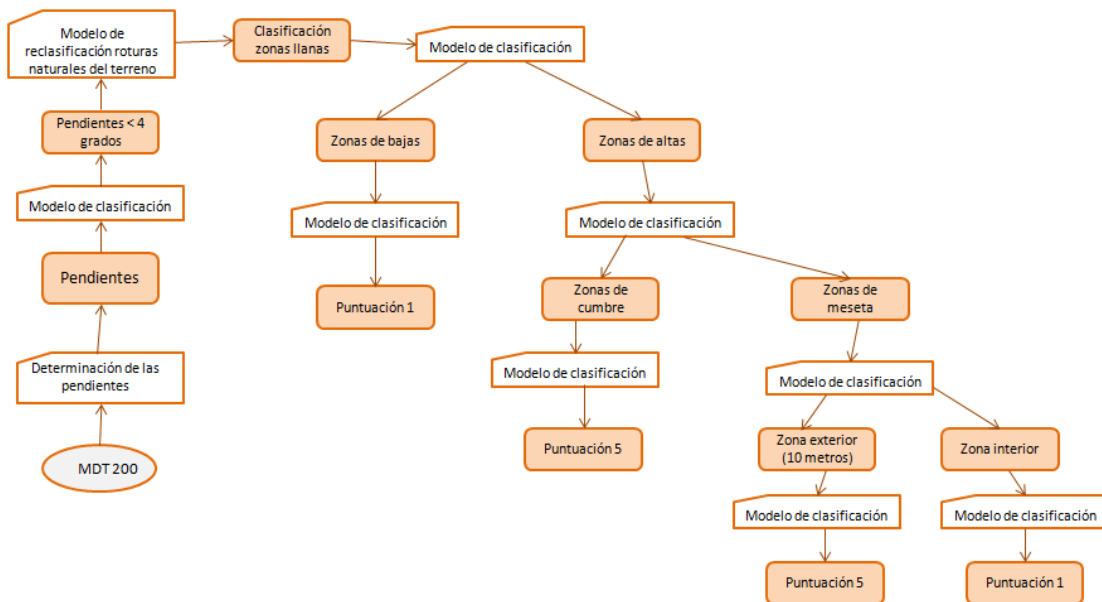 Modelo de
reclasificación roturas
naturales del terreno
Clasificación
zonas llanas
Modelo de clasificación
Pendientes < 4
grados
Zonas de bajas
Zonas de altas
Modelo de clasificación
Modelo de clasificación
Modelo de clasificación
Pendientes
Puntuación 1
Zonas de
cumbre
Zonas de
meseta
Determinación de las
pendientes
Modelo de clasificación
Modelo de clasificación
MDT 200
Puntuación 5
Zona exterior
(10 metros)
Zona interior
Modelo de clasificación
Modelo de clasificación
Puntuación 5
Puntuación 1